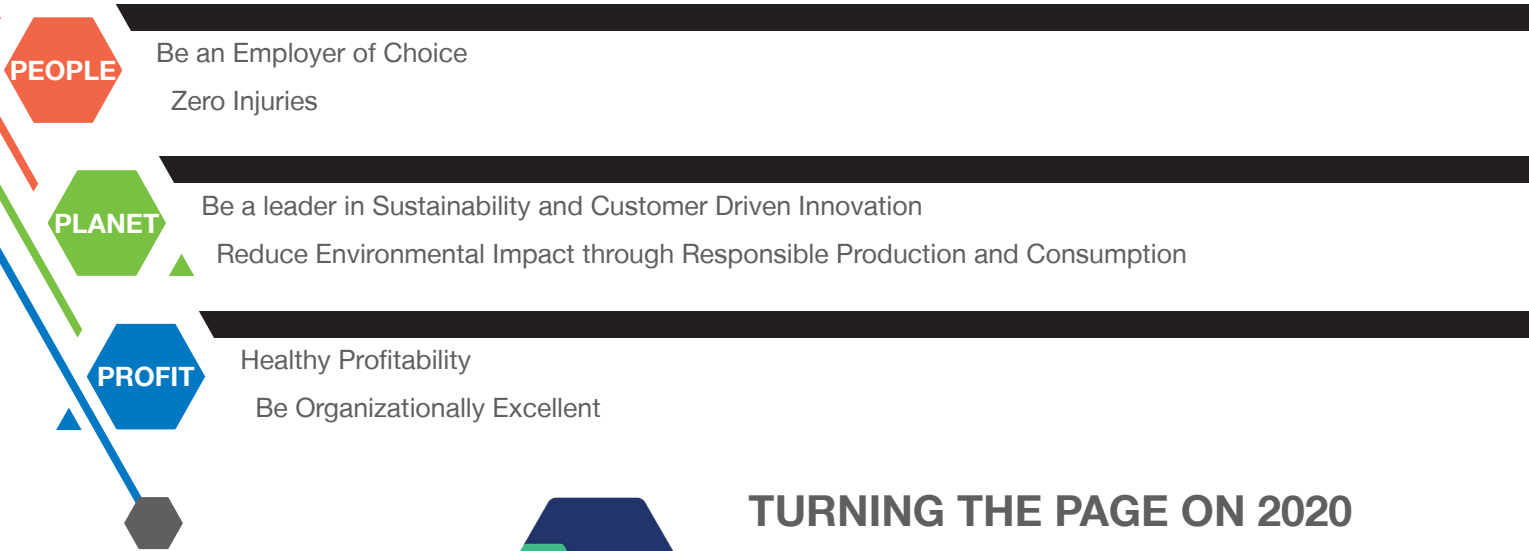 PEOPLE
Be an Employer of Choice
Zero Injuries
PLANET
Be a leader in Sustainability and Customer Driven Innovation
Reduce Environmental Impact through Responsible Production and Consumption
PROFIT
Healthy Profitability
Be Organizationally Excellent
TURNING THE PAGE ON 2020